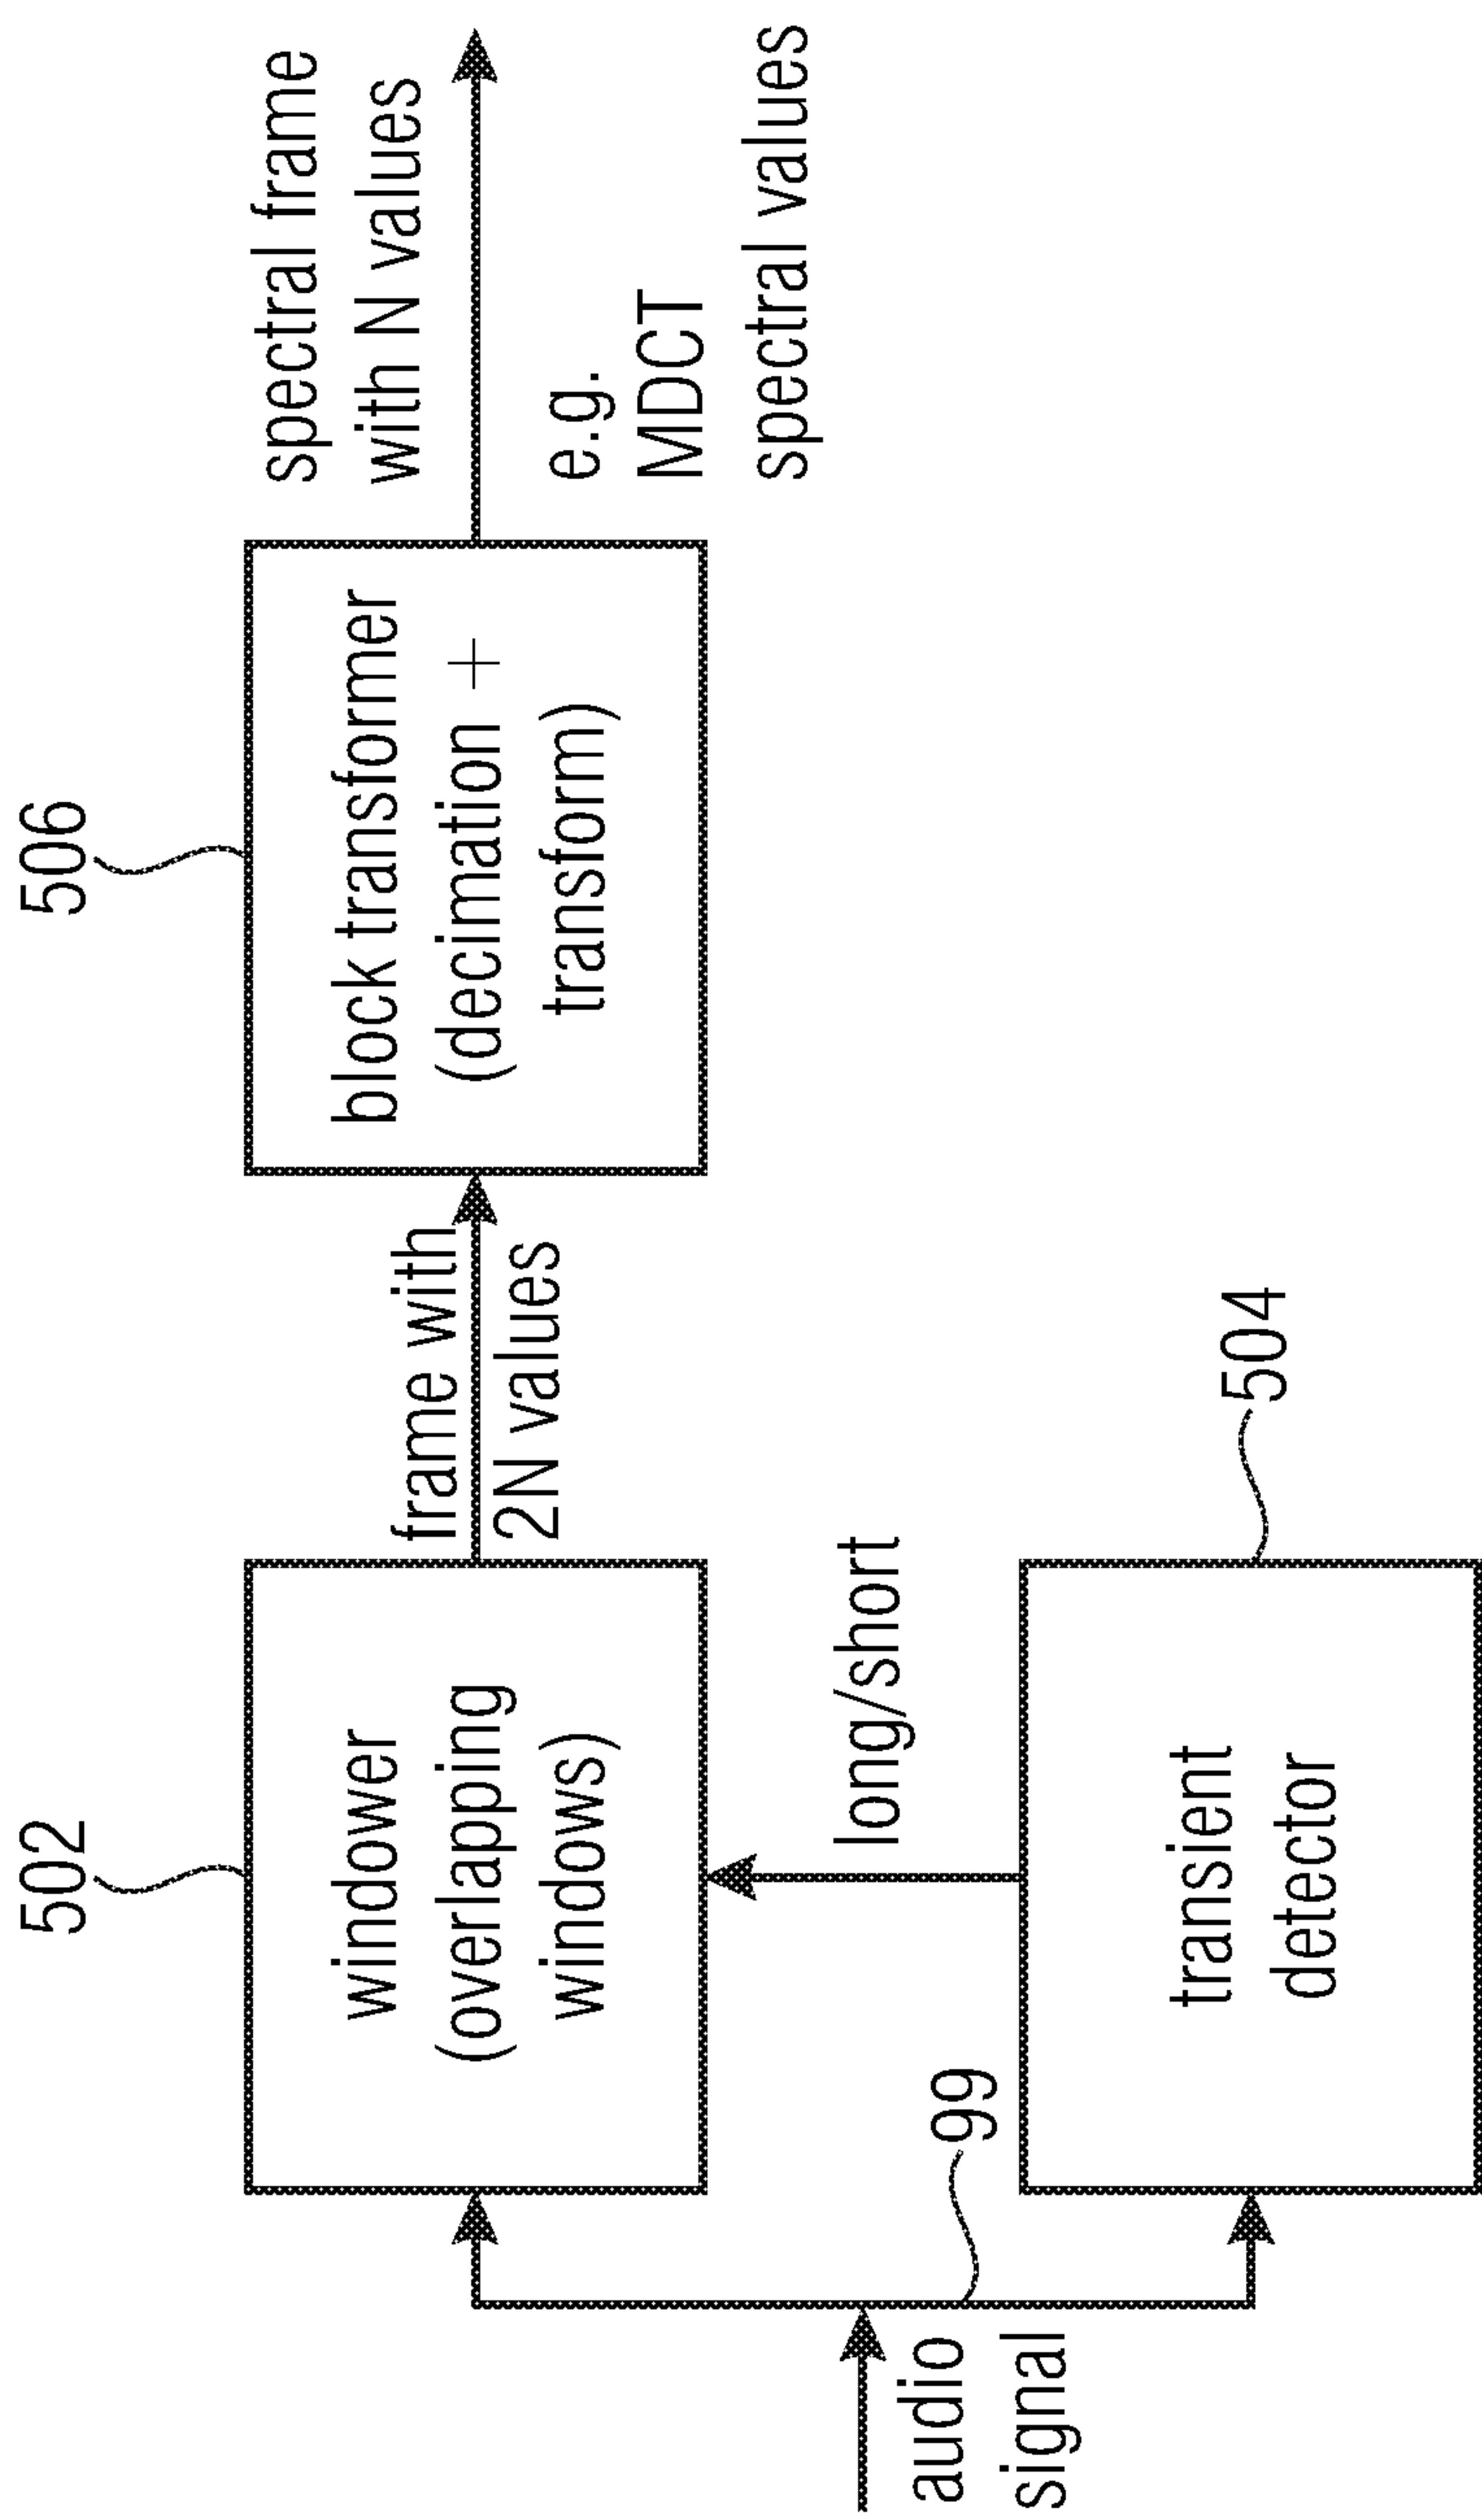 502
506
windower
(overlapping
windows)
frame with
2N values
block transformer
(decimation +
transform)
spectral frame
with N values
e.g.
MDCT
spectral values
long/short
audio
signal
99
transient
detector
504